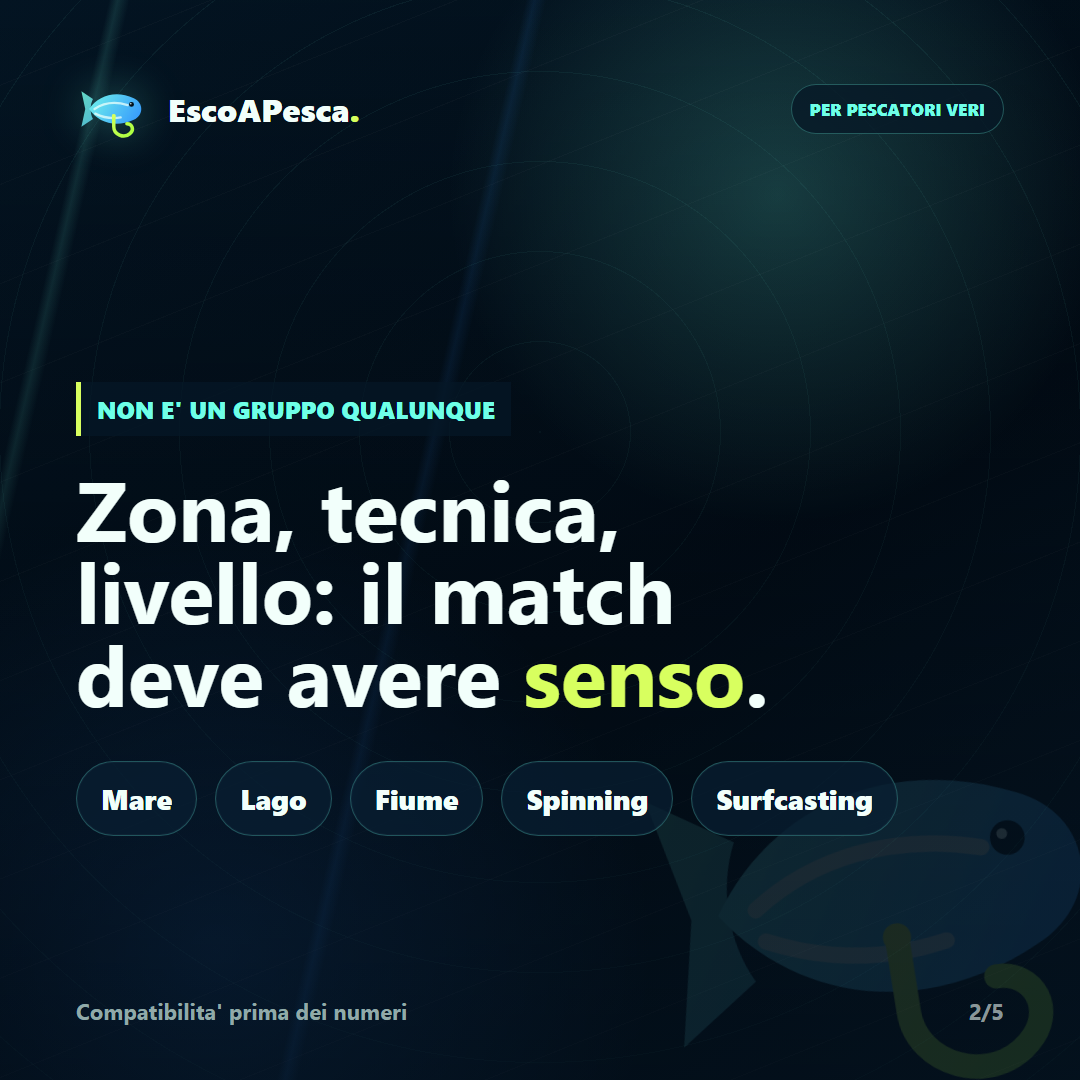 EscoAPesca.
PER PESCATORI VERI
NON E' UN GRUPPO QUALUNQUE
Zona, tecnica,
livello: il match
deve avere senso.
Mare
Lago
Fiume
Spinning
Surfcasting
Compatibilita' prima dei numeri
2/5